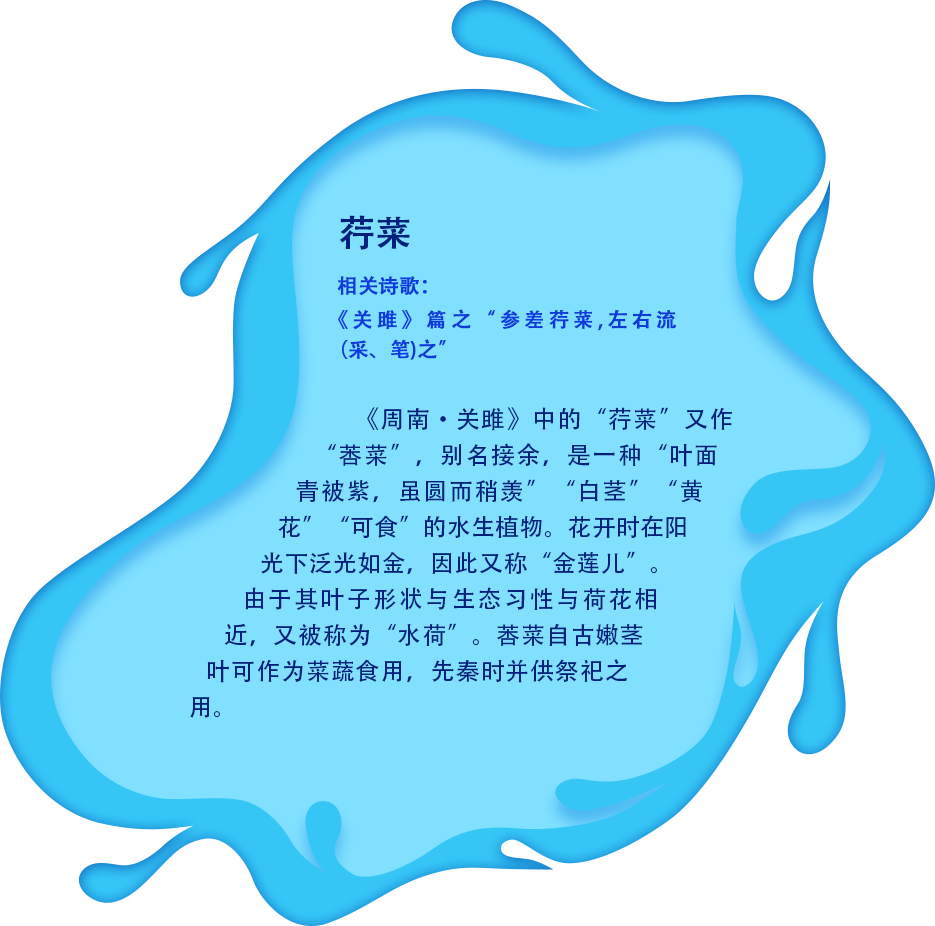 荇菜
相关诗歌：
《关雎》篇之“参差荇菜,左右流
(采、笔)之”
《周南·关雎》中的“荇菜”又作
“莕菜”，别名接余，是一种“叶面
青被紫，虽圆而稍羡”“白茎”“黄
花”“可食”的水生植物。花开时在阳
光下泛光如金，因此又称“金莲儿”。
由于其叶子形状与生态习性与荷花相
近，又被称为“水荷”。莕菜自古嫩茎
叶可作为菜蔬食用，先秦时并供祭祀之
用。